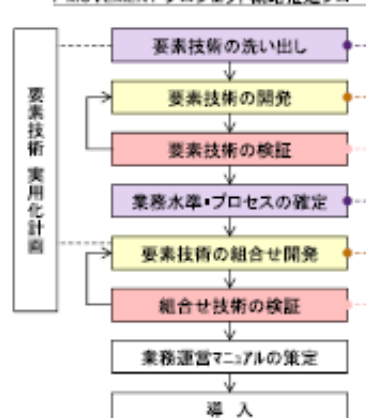 要素技術の洗い出し
要素技術の開発
要素技術の検証
業務水準・プロセスの確定
要素技術の組合せ開発
組合せ技術の検証
業務運営マニュアルの策定
導 入
要素技術 実用化計画